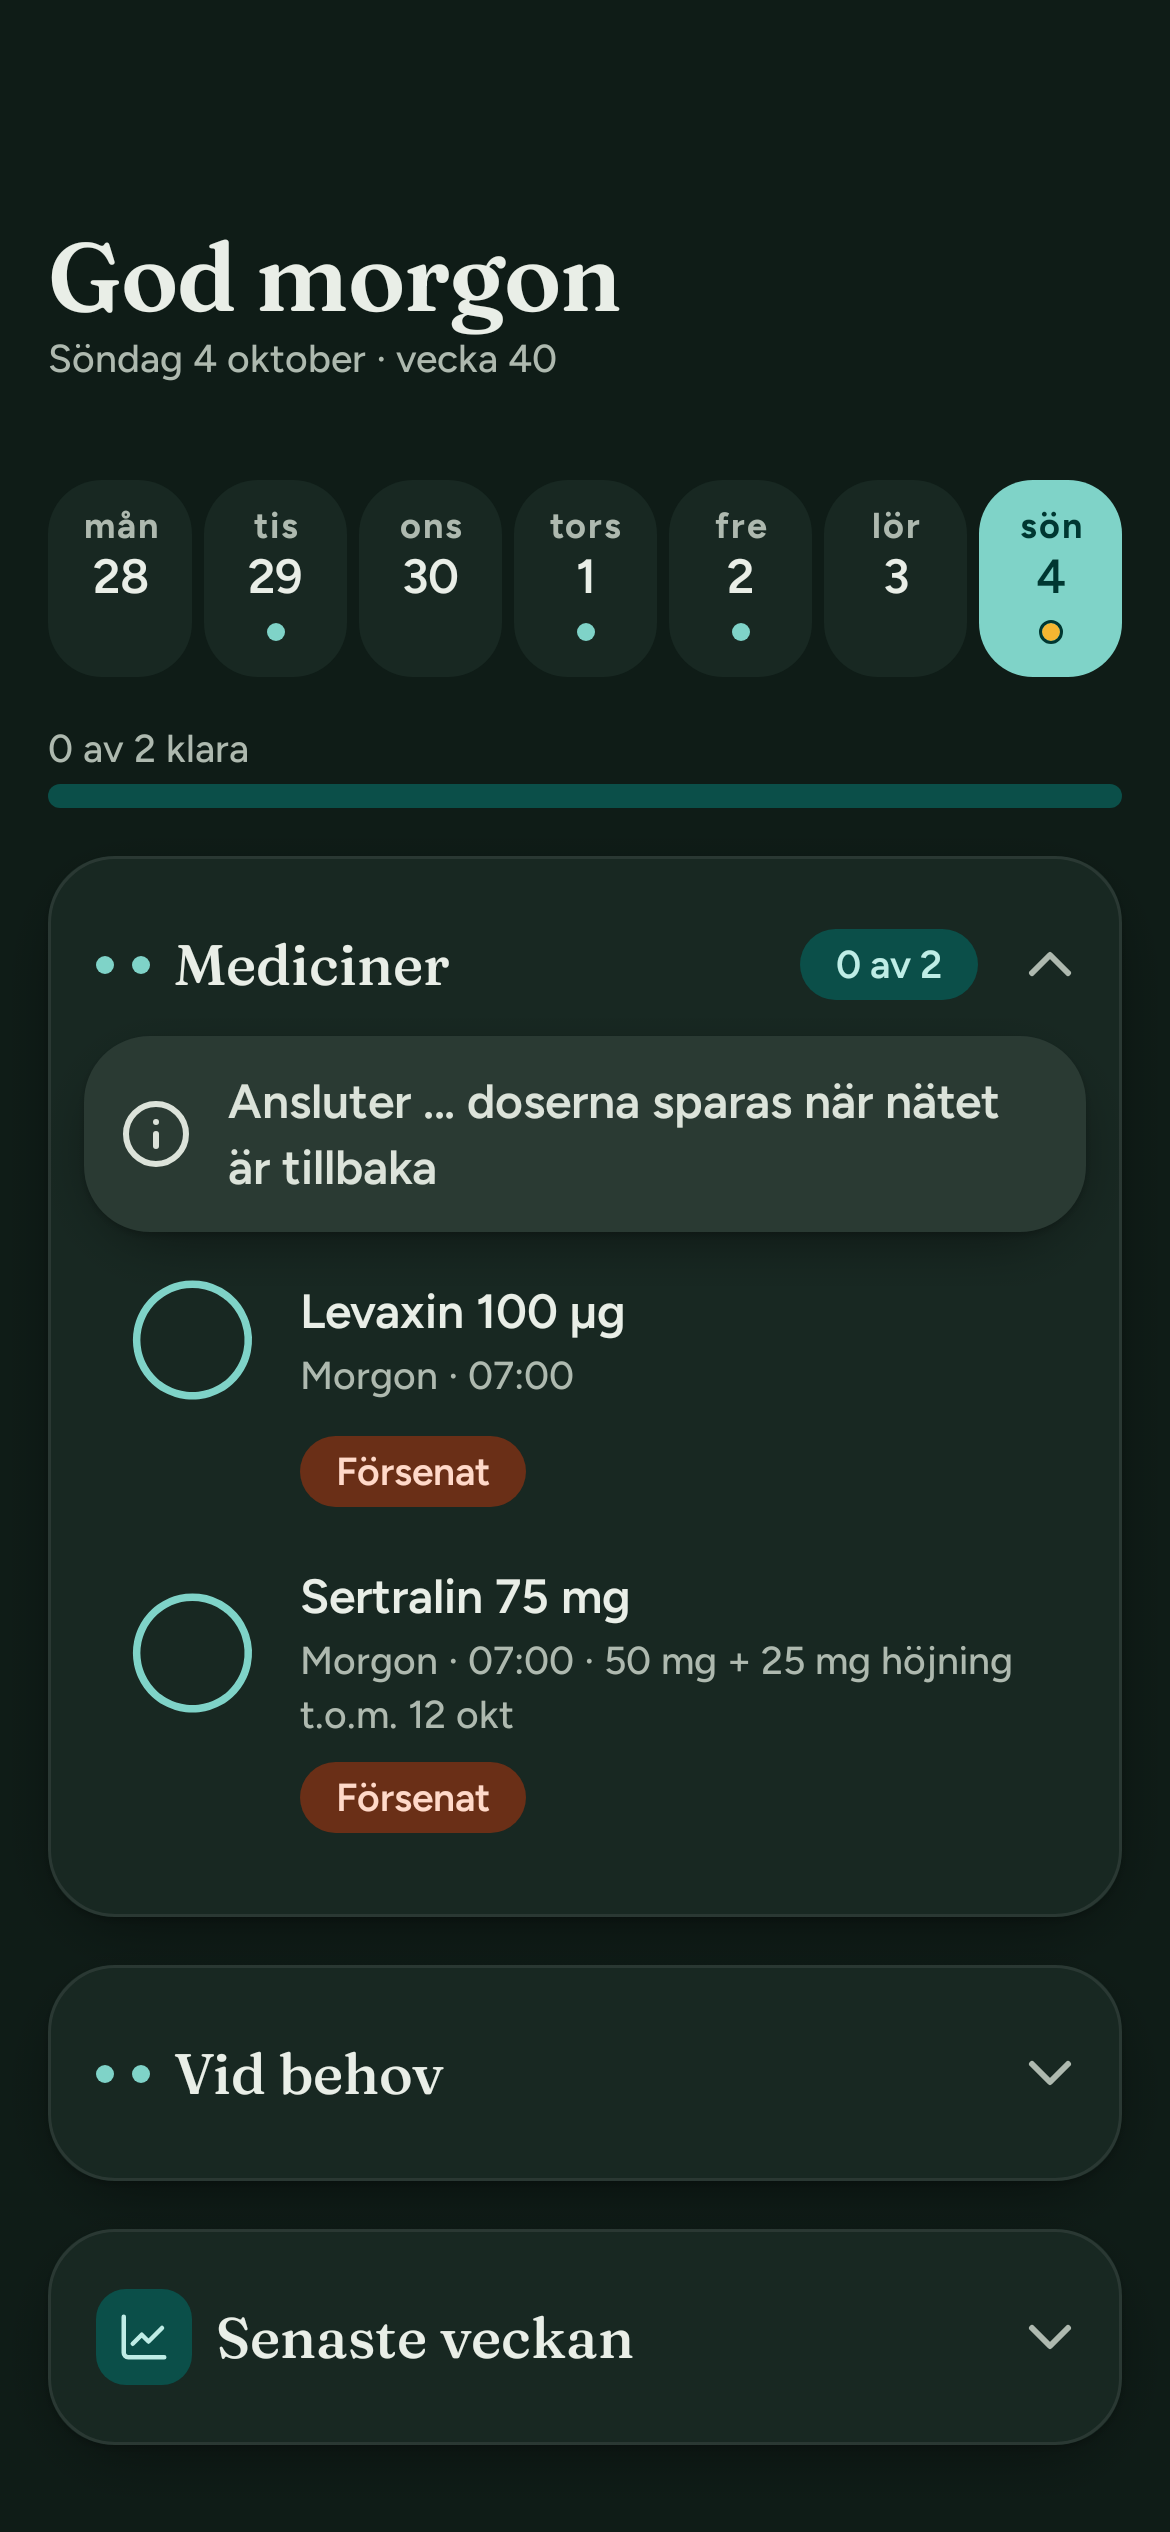 God morgon
Söndag 4 oktober · vecka 40
mån tis ons tors fre lör sön
28 29 30 1 2 3 4
0 av 2 klara
Mediciner 0 av 2
Ansluter ... doserna sparas när nätet
är tillbaka
Levaxin 100 µg
Morgon · 07:00
Försenat
Sertralin 75 mg
Morgon · 07:00 · 50 mg + 25 mg höjning
t.o.m. 12 okt
Försenat
Vid behov
Senaste veckan